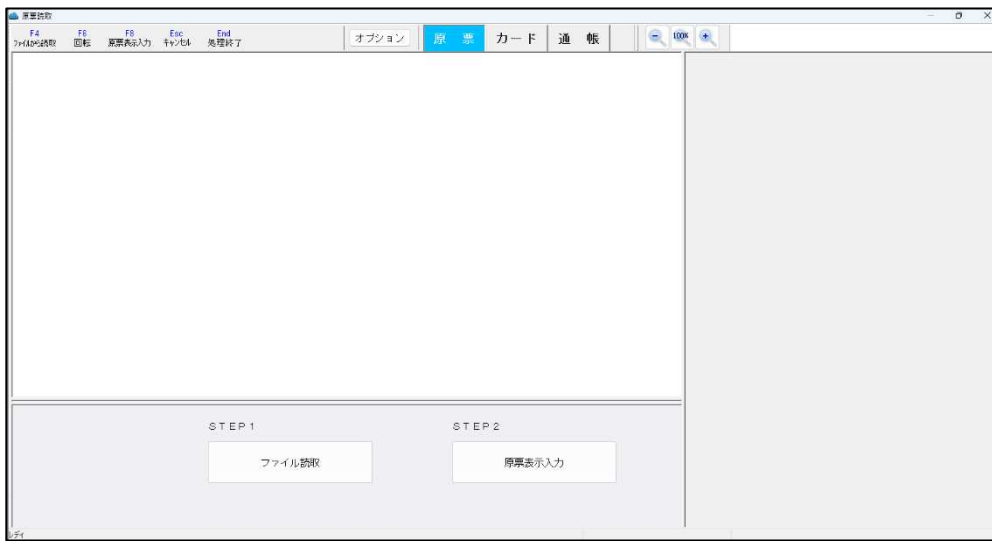 原票読取
F4 F6 F8 Esc End
ファイルから読取 回転 原票表示入力 キャンセル 処理終了
オプション 原 票 カード 通 帳 100%
STEP1 STEP2
ファイル読取 原票表示入力
レディ